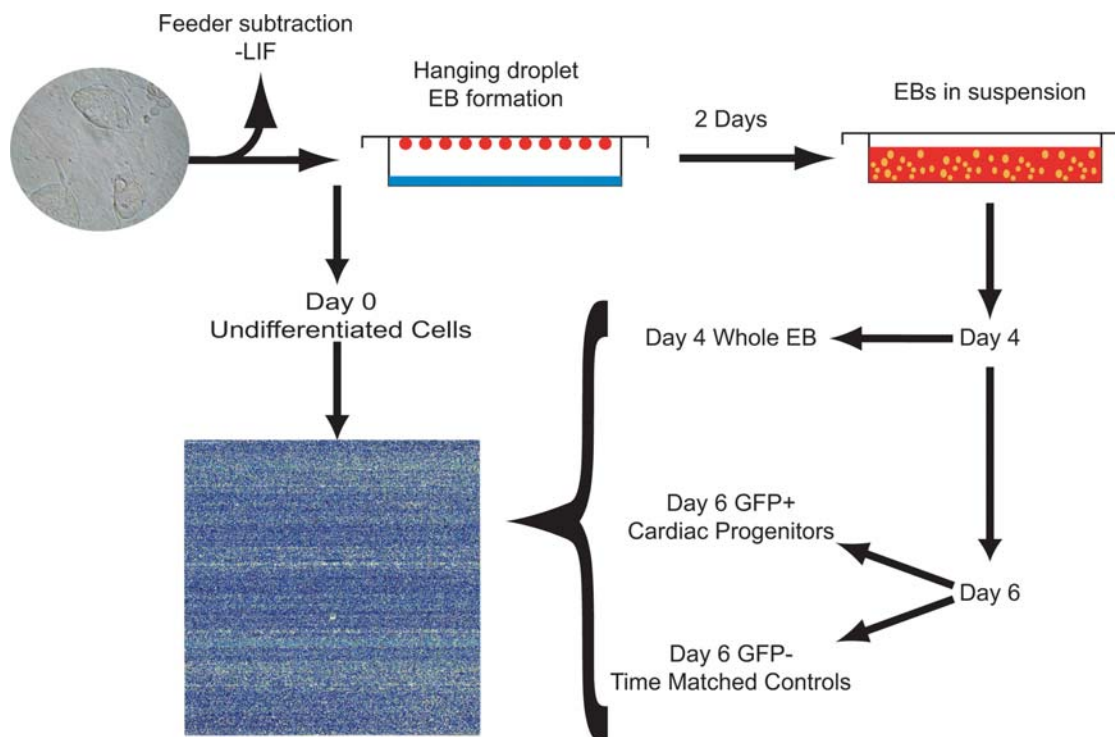 Feeder subtraction
-LIF
Hanging droplet
EB formation
2 Days
EBs in suspension
Day 0
Undifferentiated Cells
Day 4 Whole EB
Day 4
Day 6 GFP+
Cardiac Progenitors
Day 6
Day 6 GFP-
Time Matched Controls